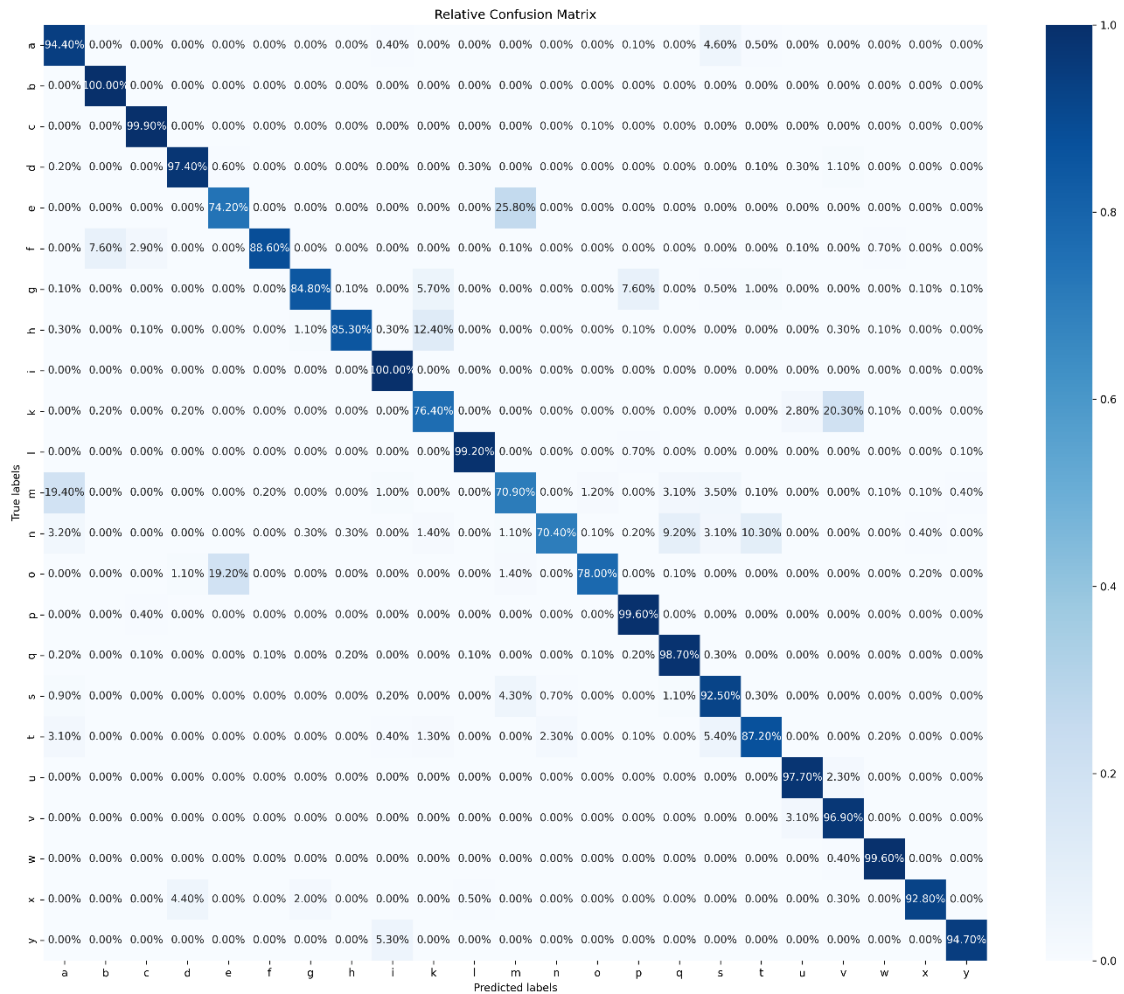 Relative Confusion Matrix
a 94.40% 0.00% 0.00% 0.00% 0.00% 0.00% 0.00% 0.00% 0.40% 0.00% 0.00% 0.00% 0.00% 0.00% 0.10% 0.00% 4.60% 0.50% 0.00% 0.00% 0.00% 0.00% 0.00% 1.0
b 0.00% 100.00% 0.00% 0.00% 0.00% 0.00% 0.00% 0.00% 0.00% 0.00% 0.00% 0.00% 0.00% 0.00% 0.00% 0.00% 0.00% 0.00% 0.00% 0.00% 0.00% 0.00% 0.00%
c 0.00% 0.00% 99.90% 0.00% 0.00% 0.00% 0.00% 0.00% 0.00% 0.00% 0.00% 0.00% 0.00% 0.10% 0.00% 0.00% 0.00% 0.00% 0.00% 0.00% 0.00% 0.00% 0.00%
d 0.20% 0.00% 0.00% 97.40% 0.60% 0.00% 0.00% 0.00% 0.00% 0.00% 0.30% 0.00% 0.00% 0.00% 0.00% 0.00% 0.00% 0.10% 0.30% 1.10% 0.00% 0.00% 0.00%
e 0.00% 0.00% 0.00% 0.00% 74.20% 0.00% 0.00% 0.00% 0.00% 0.00% 0.00% 25.80% 0.00% 0.00% 0.00% 0.00% 0.00% 0.00% 0.00% 0.00% 0.00% 0.00% 0.00% 0.8
f 0.00% 7.60% 2.90% 0.00% 0.00% 88.60% 0.00% 0.00% 0.00% 0.00% 0.00% 0.10% 0.00% 0.00% 0.00% 0.00% 0.00% 0.00% 0.10% 0.00% 0.70% 0.00% 0.00%
g 0.10% 0.00% 0.00% 0.00% 0.00% 0.00% 84.80% 0.10% 0.00% 5.70% 0.00% 0.00% 0.00% 0.00% 7.60% 0.00% 0.50% 1.00% 0.00% 0.00% 0.00% 0.10% 0.10%
h 0.30% 0.00% 0.10% 0.00% 0.00% 0.00% 1.10% 85.30% 0.30% 12.40% 0.00% 0.00% 0.00% 0.00% 0.10% 0.00% 0.00% 0.00% 0.00% 0.30% 0.10% 0.00% 0.00%
i 0.00% 0.00% 0.00% 0.00% 0.00% 0.00% 0.00% 0.00% 100.00% 0.00% 0.00% 0.00% 0.00% 0.00% 0.00% 0.00% 0.00% 0.00% 0.00% 0.00% 0.00% 0.00% 0.00%
k 0.00% 0.20% 0.00% 0.20% 0.00% 0.00% 0.00% 0.00% 0.00% 76.40% 0.00% 0.00% 0.00% 0.00% 0.00% 0.00% 0.00% 0.00% 2.80% 20.30% 0.10% 0.00% 0.00% 0.6
l 0.00% 0.00% 0.00% 0.00% 0.00% 0.00% 0.00% 0.00% 0.00% 0.00% 99.20% 0.00% 0.00% 0.00% 0.70% 0.00% 0.00% 0.00% 0.00% 0.00% 0.00% 0.00% 0.10%
True labels
m 19.40% 0.00% 0.00% 0.00% 0.00% 0.20% 0.00% 0.00% 1.00% 0.00% 0.00% 70.90% 0.00% 1.20% 0.00% 3.10% 3.50% 0.10% 0.00% 0.00% 0.10% 0.10% 0.40%
n 3.20% 0.00% 0.00% 0.00% 0.00% 0.00% 0.30% 0.30% 0.00% 1.40% 0.00% 1.10% 70.40% 0.10% 0.20% 9.20% 3.10% 10.30% 0.00% 0.00% 0.00% 0.40% 0.00%
o 0.00% 0.00% 0.00% 1.10% 19.20% 0.00% 0.00% 0.00% 0.00% 0.00% 0.00% 1.40% 0.00% 78.00% 0.00% 0.10% 0.00% 0.00% 0.00% 0.00% 0.00% 0.20% 0.00% 0.4
p 0.00% 0.00% 0.40% 0.00% 0.00% 0.00% 0.00% 0.00% 0.00% 0.00% 0.00% 0.00% 0.00% 0.00% 99.60% 0.00% 0.00% 0.00% 0.00% 0.00% 0.00% 0.00% 0.00%
q 0.20% 0.00% 0.10% 0.00% 0.00% 0.10% 0.00% 0.20% 0.00% 0.00% 0.10% 0.00% 0.00% 0.10% 0.20% 98.70% 0.30% 0.00% 0.00% 0.00% 0.00% 0.00% 0.00%
s 0.90% 0.00% 0.00% 0.00% 0.00% 0.00% 0.00% 0.00% 0.20% 0.00% 0.00% 4.30% 0.70% 0.00% 0.00% 1.10% 92.50% 0.30% 0.00% 0.00% 0.00% 0.00% 0.00%
t 3.10% 0.00% 0.00% 0.00% 0.00% 0.00% 0.00% 0.00% 0.40% 1.30% 0.00% 0.00% 2.30% 0.00% 0.10% 0.00% 5.40% 87.20% 0.00% 0.00% 0.20% 0.00% 0.00%
u 0.00% 0.00% 0.00% 0.00% 0.00% 0.00% 0.00% 0.00% 0.00% 0.00% 0.00% 0.00% 0.00% 0.00% 0.00% 0.00% 0.00% 0.00% 97.70% 2.30% 0.00% 0.00% 0.00% 0.2
v 0.00% 0.00% 0.00% 0.00% 0.00% 0.00% 0.00% 0.00% 0.00% 0.00% 0.00% 0.00% 0.00% 0.00% 0.00% 0.00% 0.00% 0.00% 3.10% 96.90% 0.00% 0.00% 0.00%
w 0.00% 0.00% 0.00% 0.00% 0.00% 0.00% 0.00% 0.00% 0.00% 0.00% 0.00% 0.00% 0.00% 0.00% 0.00% 0.00% 0.00% 0.00% 0.00% 0.40% 99.60% 0.00% 0.00%
x 0.00% 0.00% 0.00% 4.40% 0.00% 0.00% 2.00% 0.00% 0.00% 0.00% 0.50% 0.00% 0.00% 0.00% 0.00% 0.00% 0.00% 0.00% 0.00% 0.30% 0.00% 92.80% 0.00%
y 0.00% 0.00% 0.00% 0.00% 0.00% 0.00% 0.00% 0.00% 5.30% 0.00% 0.00% 0.00% 0.00% 0.00% 0.00% 0.00% 0.00% 0.00% 0.00% 0.00% 0.00% 0.00% 94.70% 0.0
a b c d e f g h i k l m n o p q s t u v w x y
Predicted labels